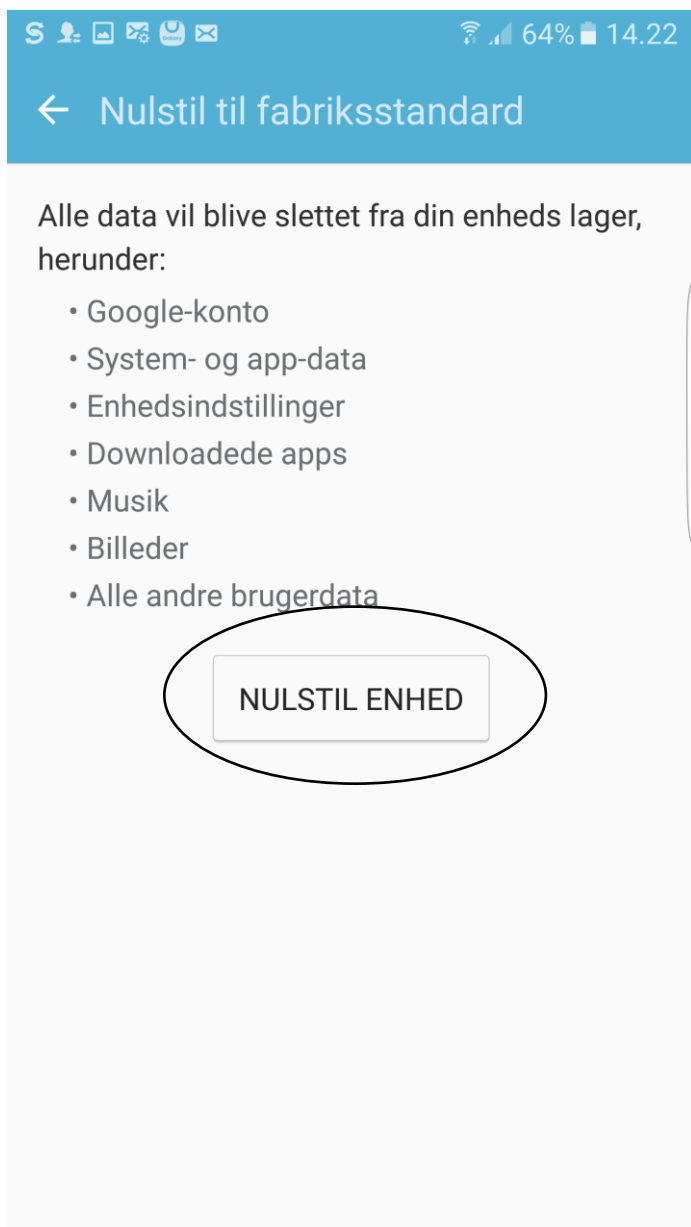 64% 14.22
Nulstil til fabriksstandard
Alle data vil blive slettet fra din enheds lager,
herunder:
• Google-konto
• System- og app-data
• Enhedsindstillinger
• Downloadede apps
• Musik
• Billeder
• Alle andre brugerdata
NULSTIL ENHED